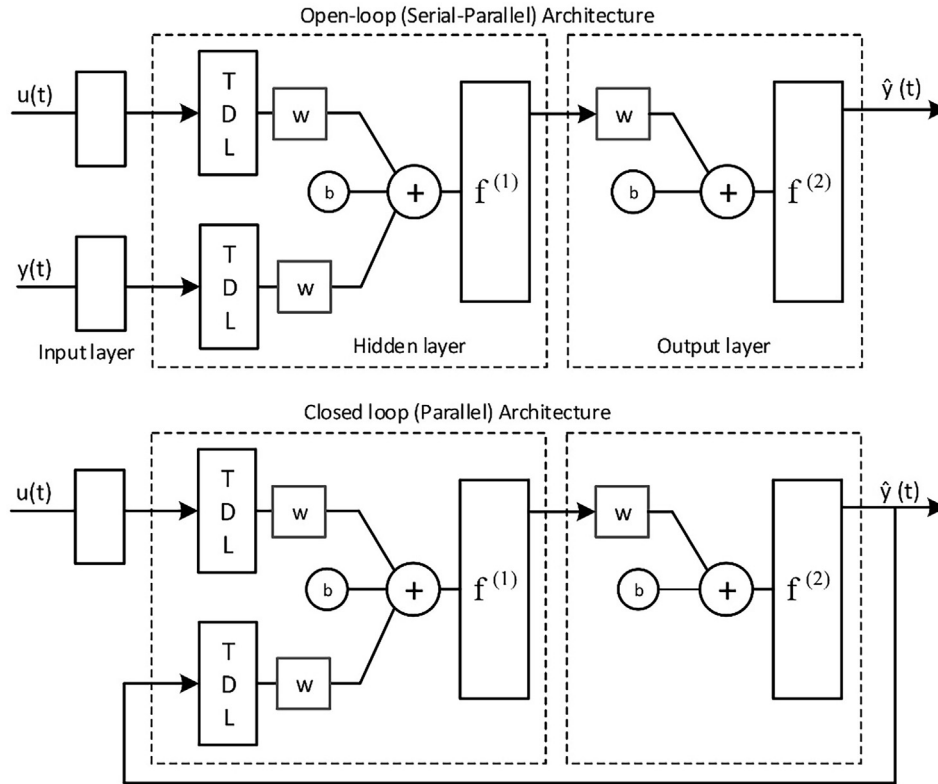 Open-loop (Serial-Parallel) Architecture
u(t)
T
D
L
w
b
+
f (1)
w
b
+
f (2)
ŷ (t)
y(t)
T
D
L
w
Input layer
Hidden layer
Output layer
Closed loop (Parallel) Architecture
u(t)
T
D
L
w
b
+
f (1)
w
b
+
f (2)
ŷ (t)
T
D
L
w